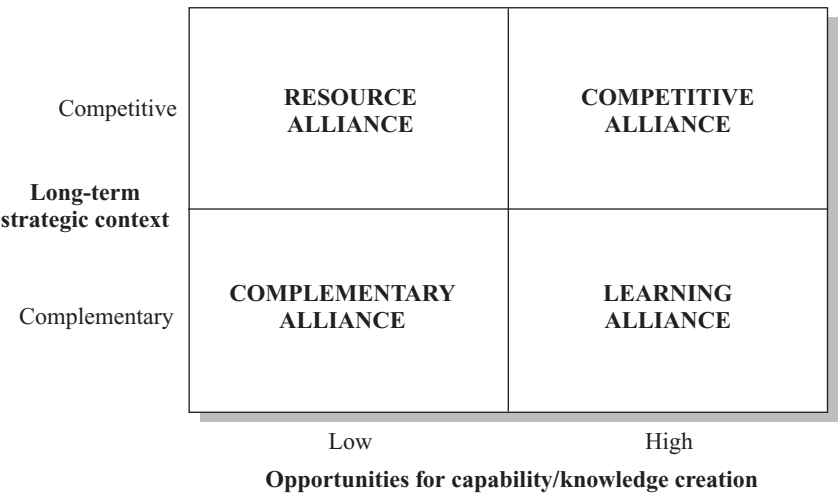 RESOURCE
ALLIANCE
COMPETITIVE
ALLIANCE
Competitive
Long-term
strategic context
COMPLEMENTARY
ALLIANCE
LEARNING
ALLIANCE
Complementary
Low
High
Opportunities for capability/knowledge creation